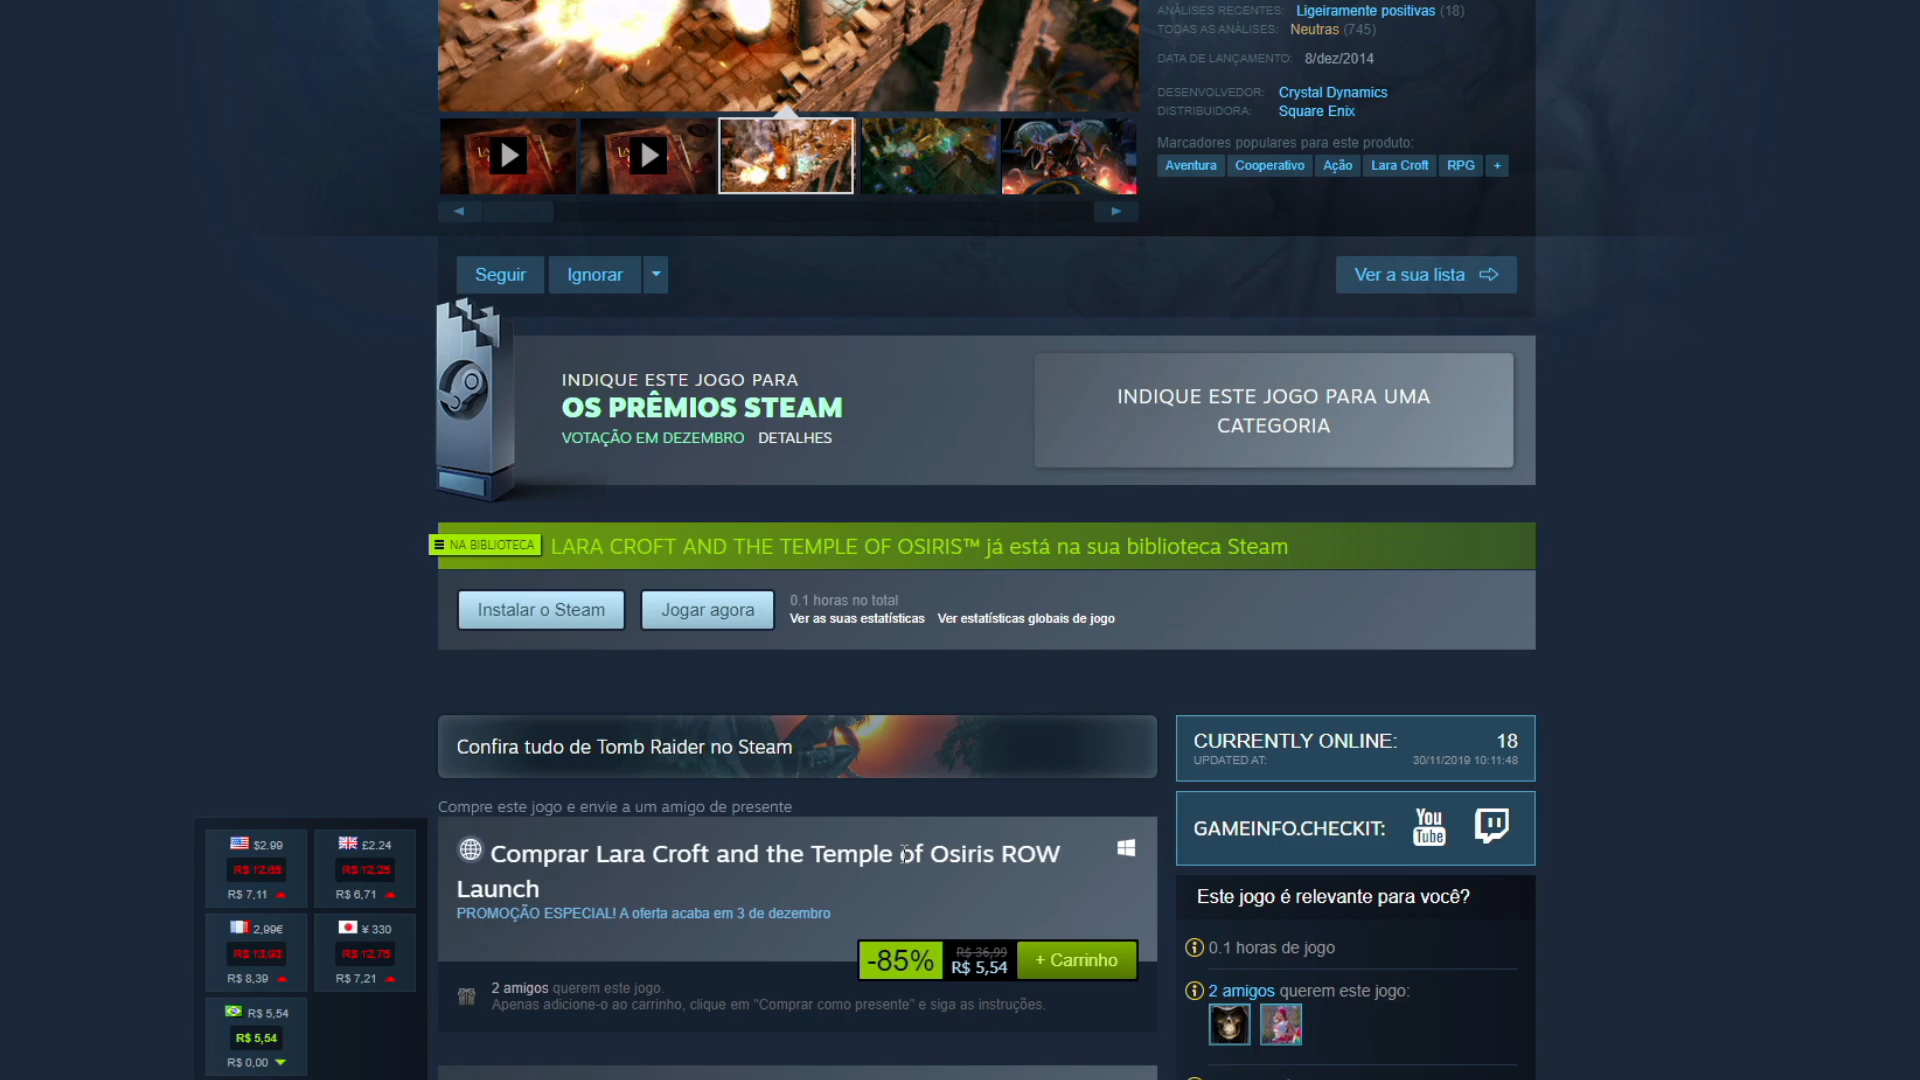 ANÁLISES RECENTES: Ligeiramente positivas (18)
TODAS AS ANÁLISES: Neutras (745)
DATA DE LANÇAMENTO: 8/dez/2014
DESENVOLVEDOR: Crystal Dynamics
DISTRIBUIDORA: Square Enix
Marcadores populares para este produto:
Aventura Cooperativo Ação Lara Croft RPG +
Seguir Ignorar Ver a sua lista
INDIQUE ESTE JOGO PARA
OS PRÊMIOS STEAM
VOTAÇÃO EM DEZEMBRO DETALHES
INDIQUE ESTE JOGO PARA UMA
CATEGORIA
NA BIBLIOTECA LARA CROFT AND THE TEMPLE OF OSIRIS™ já está na sua biblioteca Steam
Instalar o Steam Jogar agora
0.1 horas no total
Ver as suas estatísticas Ver estatísticas globais de jogo
Confira tudo de Tomb Raider no Steam
CURRENTLY ONLINE: 18
UPDATED AT: 30/11/2019 10:11:48
GAMEINFO.CHECKIT: You Tube
Compre este jogo e envie a um amigo de presente
Comprar Lara Croft and the Temple of Osiris ROW
Launch
PROMOÇÃO ESPECIAL! A oferta acaba em 3 de dezembro
-85% R$ 36,99 R$ 5,54 + Carrinho
2 amigos querem este jogo.
Apenas adicione-o ao carrinho, clique em "Comprar como presente" e siga as instruções.
$2.99
R$ 12,65
R$ 7,11
£2.24
R$ 12,25
R$ 6,71
2,99€
R$ 13,93
R$ 8,39
¥ 330
R$ 12,75
R$ 7,21
R$ 5,54
R$ 5,54
R$ 0,00
Este jogo é relevante para você?
0.1 horas de jogo
2 amigos querem este jogo: